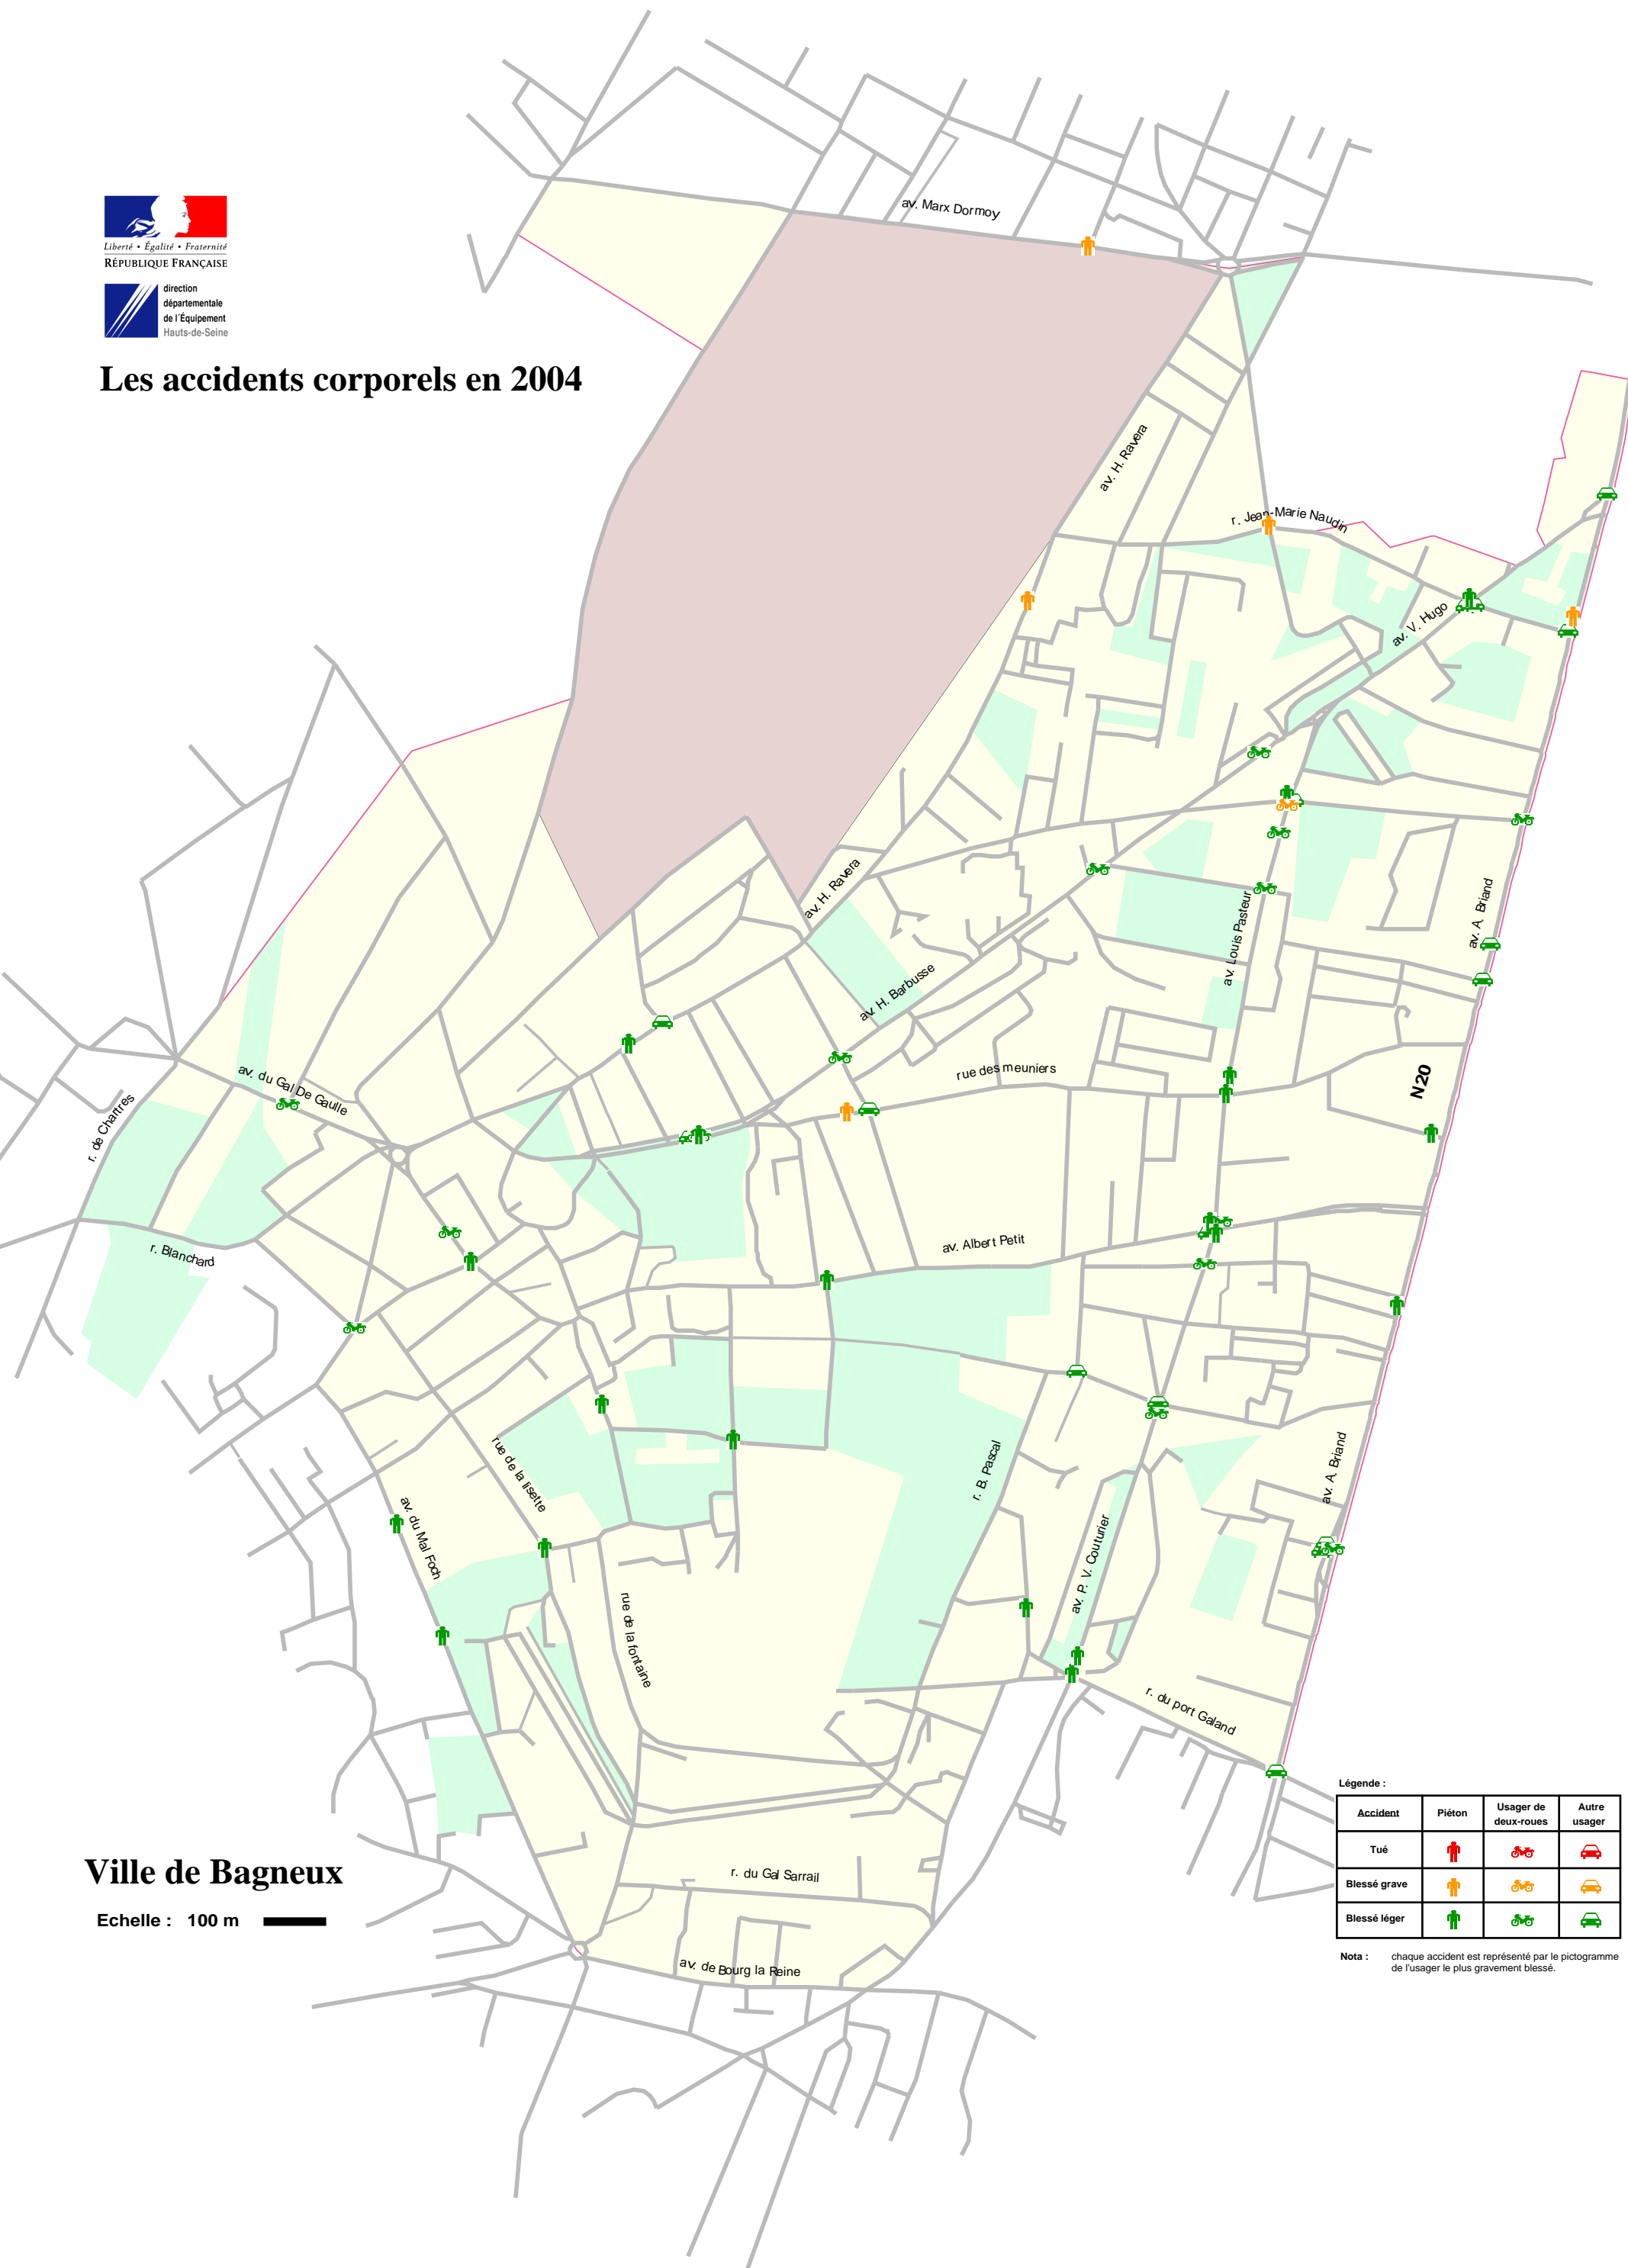 av. Marx Dormoy
Liberté • Égalité • Fraternité
RÉPUBLIQUE FRANÇAISE
direction
départementale
de l'Équipement
Hauts-de-Seine
Les accidents corporels en 2004
av. H. Ravera
r. Jean-Marie Naudin
av. V. Hugo
av. H. Ravera
av. A. Briand
av. Louis Pasteur
av. H. Barbusse
rue des meuniers
N20
av. du Gal De Gaulle
r. de Chartres
r. Blanchard
av. Albert Petit
rue de la lisette
r. B. Pascal
av. A. Briand
av. du Mal Foch
av. P. V. Couturier
rue de la fontaine
r. du port Galand
Légende :
Accident Piéton Usager de deux-roues Autre usager
Tué
Blessé grave
Blessé léger
Nota : chaque accident est représenté par le pictogramme
de l'usager le plus gravement blessé.
Ville de Bagneux
Echelle : 100 m
r. du Gal Sarrail
av. de Bourg la Reine